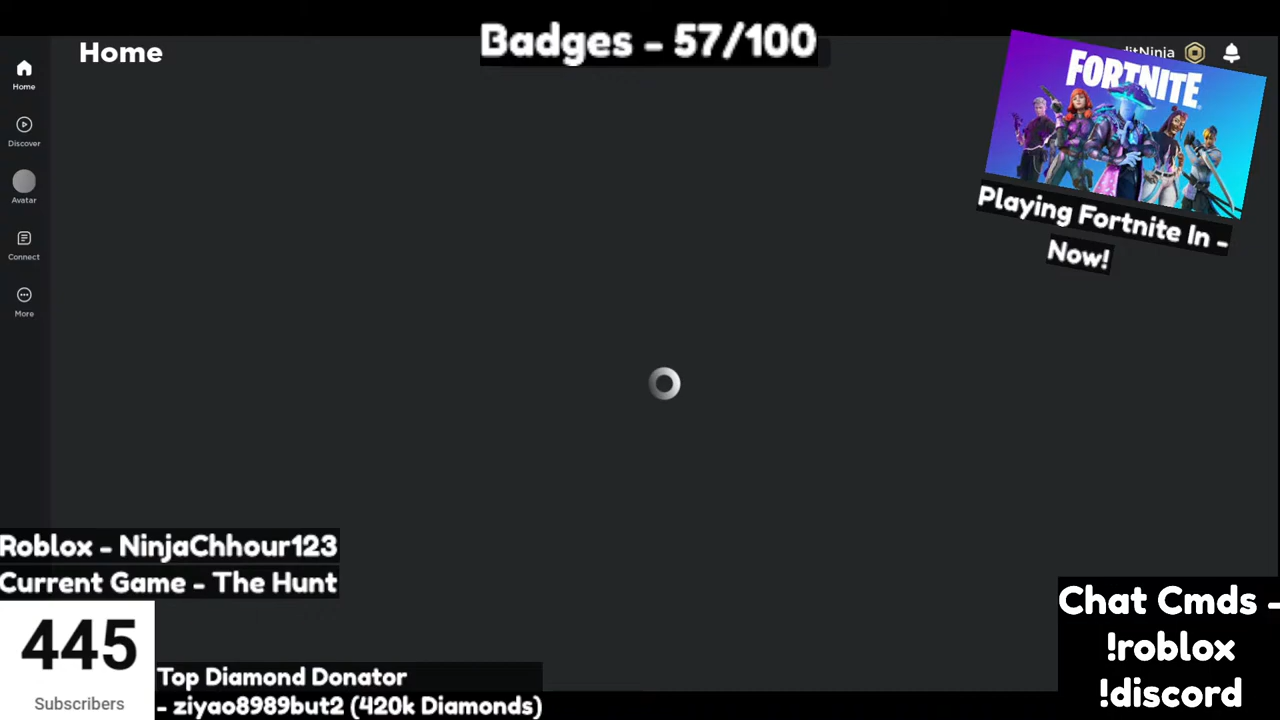 Badges - 57/100
Home
Home
Discover
Avatar
Connect
More
FORTNITE
Playing Fortnite In -
Now!
Roblox - NinjaChhour123
Current Game - The Hunt
445
Subscribers
Top Diamond Donator
- ziyao8989but2 (420k Diamonds)
Chat Cmds -
!roblox
!discord